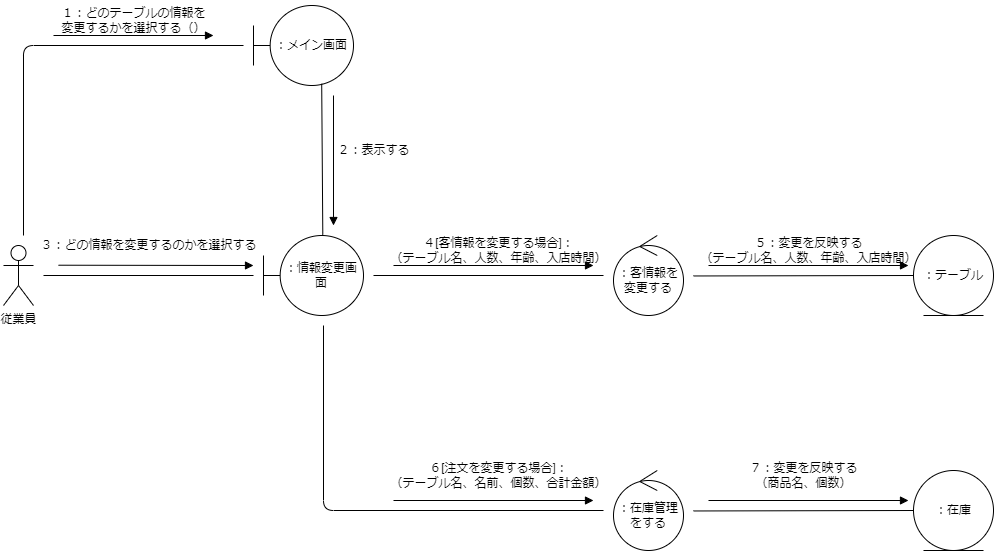 1：どのテーブルの情報を
変更するかを選択する（）
：メイン画面
2：表示する
3：どの情報を変更するのかを選択する
：情報変更画
面
4[客情報を変更する場合]：
（テーブル名、人数、年齢、入店時間）
：客情報を
変更する
5：変更を反映する
（テーブル名、人数、年齢、入店時間）
：テーブル
従業員
6[注文を変更する場合]：
（テーブル名、名前、個数、合計金額）
：在庫管理
をする
7：変更を反映する
（商品名、個数）
：在庫